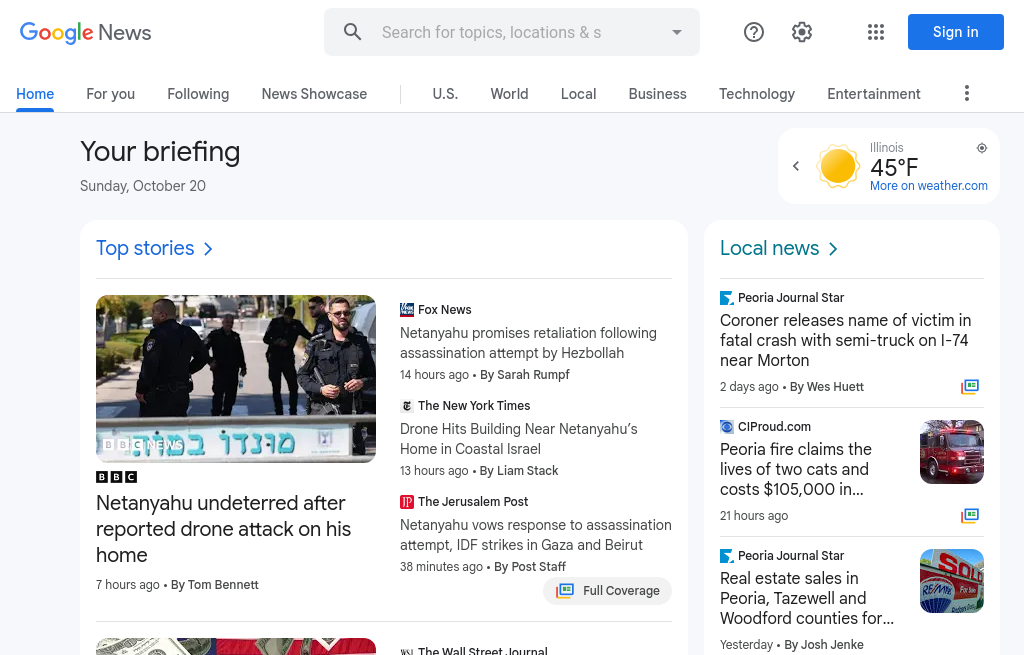 Google News
Search for topics, locations & s
Sign in
Home
For you
Following
News Showcase
U.S.
World
Local
Business
Technology
Entertainment
Your briefing
Sunday, October 20
Illinois
45°F
More on weather.com
Top stories
BBC NEWS
BBC
Netanyahu undeterred after
reported drone attack on his
home
7 hours ago • By Tom Bennett
Fox News
Netanyahu promises retaliation following
assassination attempt by Hezbollah
14 hours ago • By Sarah Rumpf
The New York Times
Drone Hits Building Near Netanyahu’s
Home in Coastal Israel
13 hours ago • By Liam Stack
JP The Jerusalem Post
Netanyahu vows response to assassination
attempt, IDF strikes in Gaza and Beirut
38 minutes ago • By Post Staff
Full Coverage
The Wall Street Journal
Local news
Peoria Journal Star
Coroner releases name of victim in
fatal crash with semi-truck on I-74
near Morton
2 days ago • By Wes Huett
CIProud.com
Peoria fire claims the
lives of two cats and
costs $105,000 in…
21 hours ago
Peoria Journal Star
Real estate sales in
Peoria, Tazewell and
Woodford counties for…
SOLD
For Sale
RE/MAX
Yesterday • By Josh Jenke